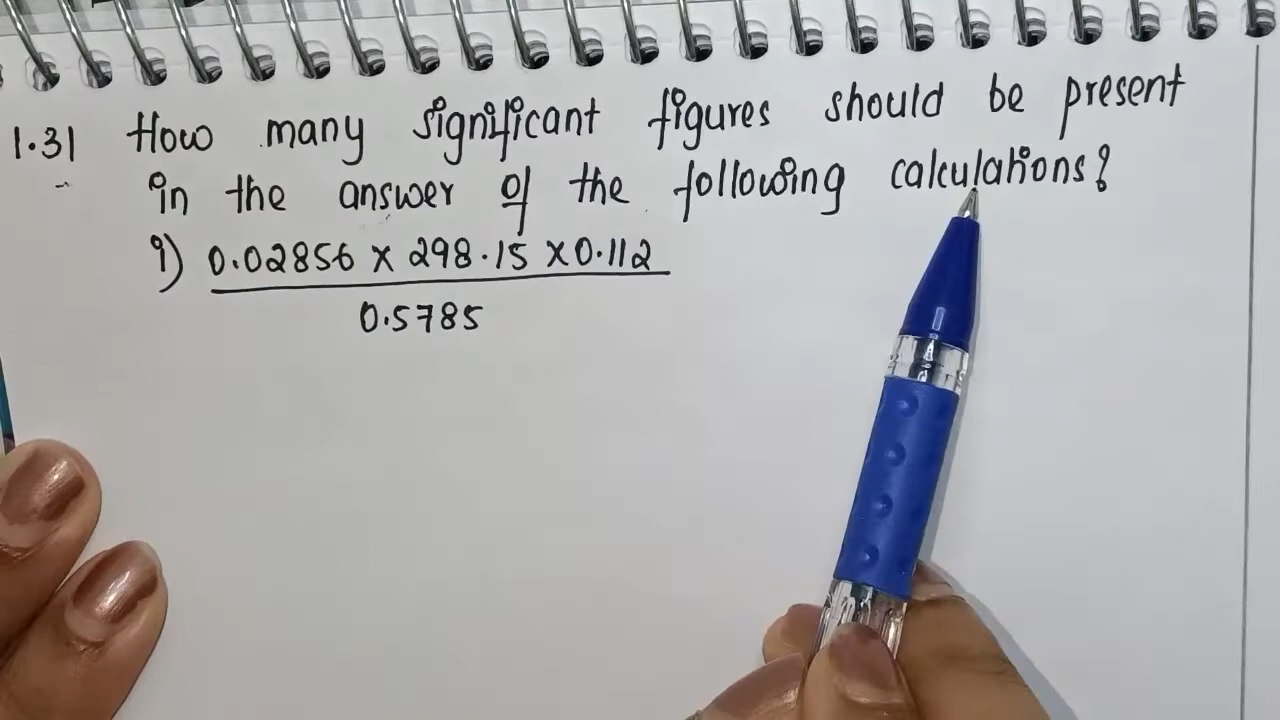 1.31 How many significant figures should be present
in the answer of the following calculations?
i) 0.02856 x 298.15 x 0.112
0.5785